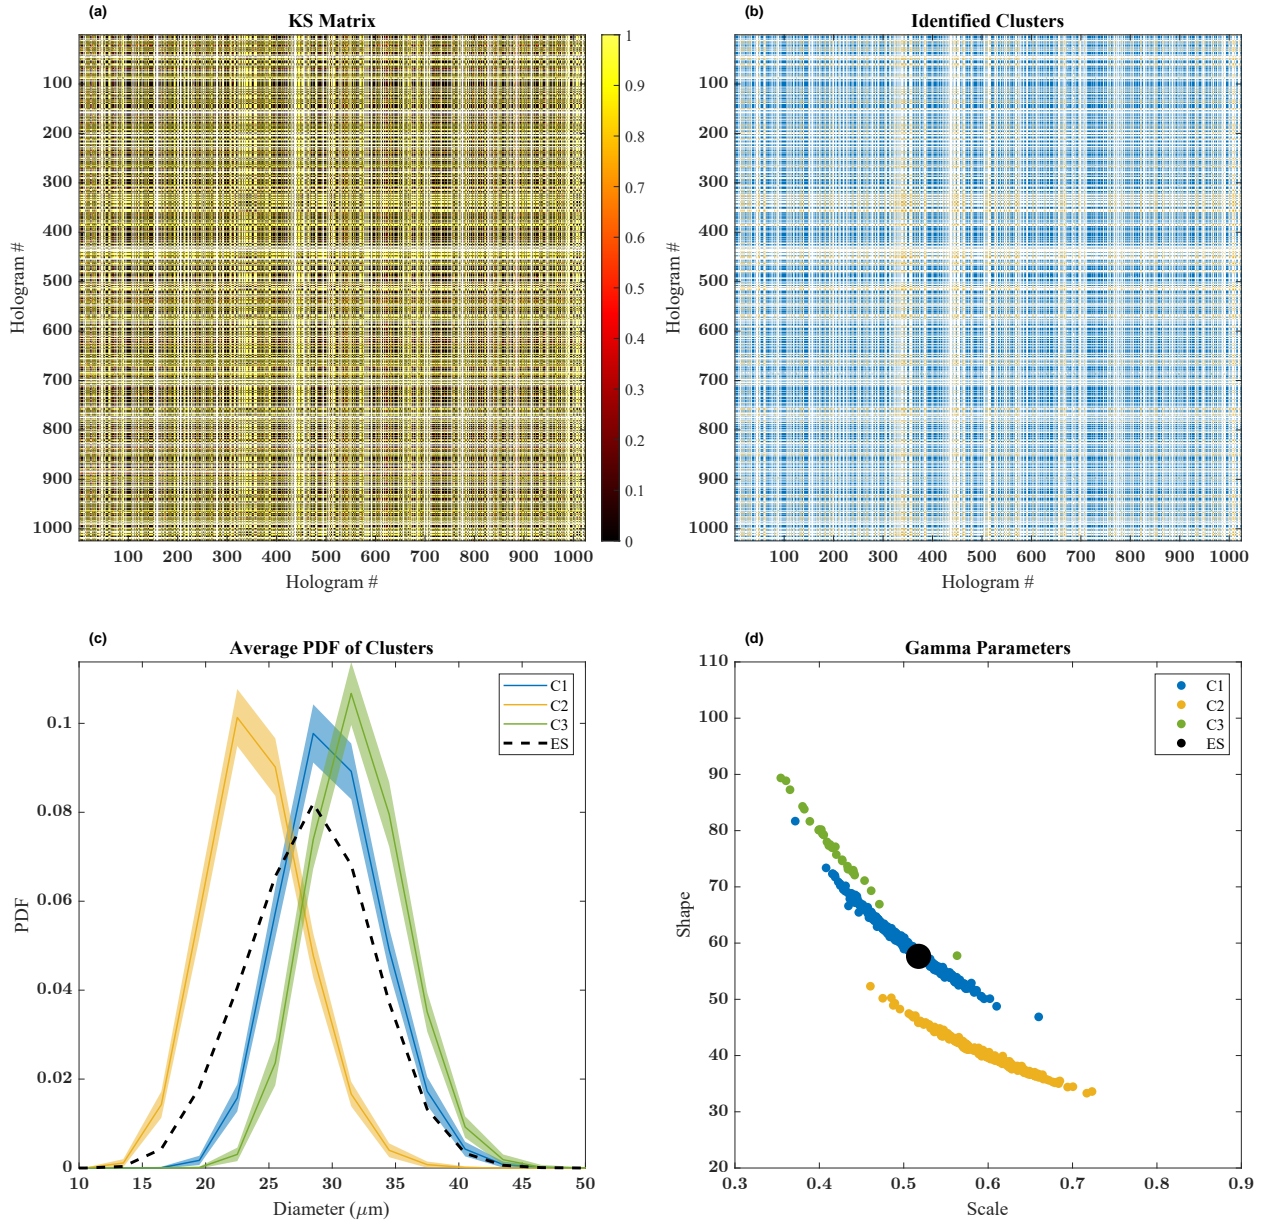 (a)
KS Matrix
100
200
300
400
500
600
700
800
900
1000
Hologram #
100 200 300 400 500 600 700 800 900 1000
Hologram #
1
0.9
0.8
0.7
0.6
0.5
0.4
0.3
0.2
0.1
0
(b)
Identified Clusters
100
200
300
400
500
600
700
800
900
1000
Hologram #
100 200 300 400 500 600 700 800 900 1000
Hologram #
(c)
Average PDF of Clusters
0.1
0.08
0.06
0.04
0.02
0
PDF
C1
C2
C3
ES
10 15 20 25 30 35 40 45 50
Diameter (μm)
(d)
Gamma Parameters
110
100
90
80
70
60
50
40
30
20
Shape
C1
C2
C3
ES
0.3 0.4 0.5 0.6 0.7 0.8 0.9
Scale